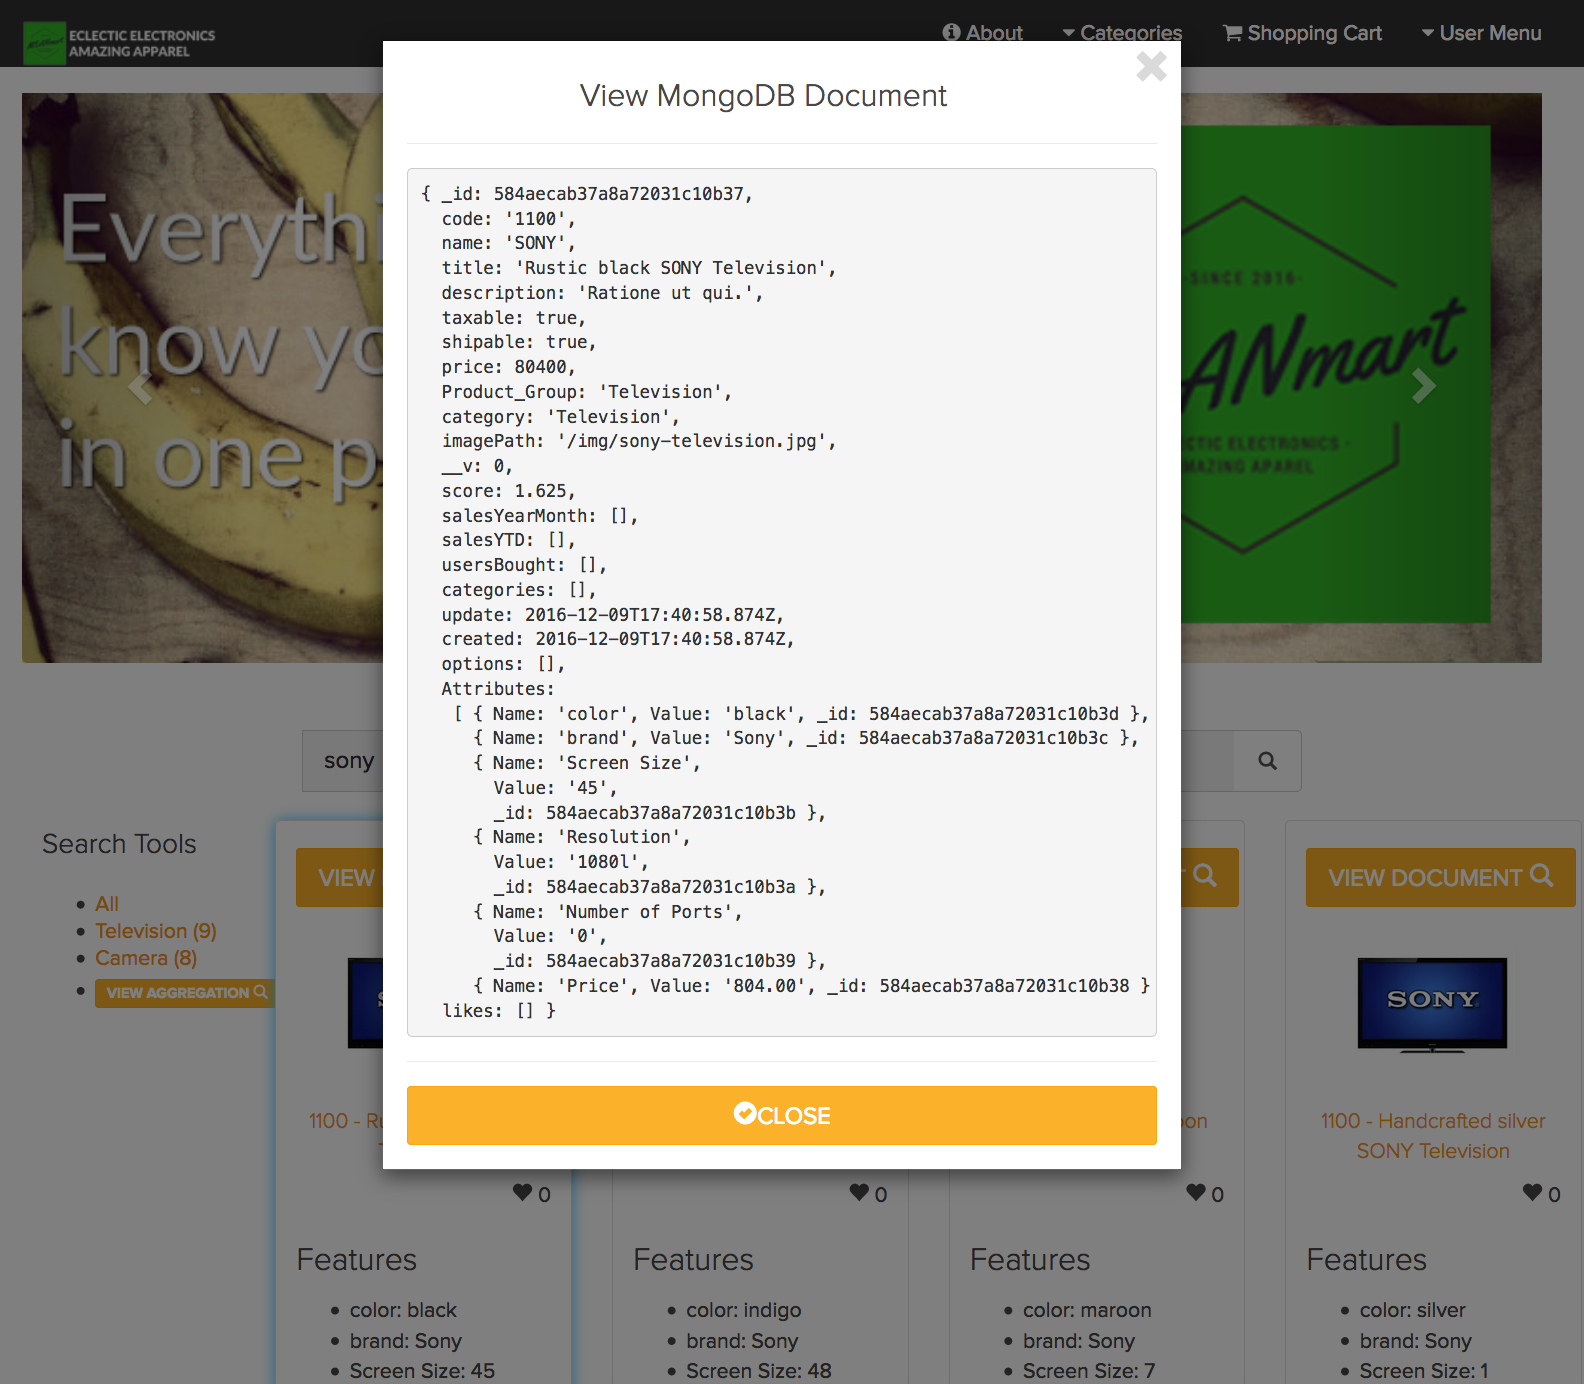 ECLECTIC ELECTRONICS
AMAZING APPAREL
About
Categories
Shopping Cart
User Menu
View MongoDB Document
{ _id: 584aecab37a8a72031c10b37,
code: '1100',
name: 'SONY',
title: 'Rustic black SONY Television',
description: 'Ratione ut qui.',
taxable: true,
shipable: true,
price: 80400,
Product_Group: 'Television',
category: 'Television',
imagePath: '/img/sony-television.jpg',
__v: 0,
score: 1.625,
salesYearMonth: [],
salesYTD: [],
usersBought: [],
categories: [],
update: 2016-12-09T17:40:58.874Z,
created: 2016-12-09T17:40:58.874Z,
options: [],
Attributes:
[ { Name: 'color', Value: 'black', _id: 584aecab37a8a72031c10b3d },
{ Name: 'brand', Value: 'Sony', _id: 584aecab37a8a72031c10b3c },
{ Name: 'Screen Size',
Value: '45',
_id: 584aecab37a8a72031c10b3b },
{ Name: 'Resolution',
Value: '1080l',
_id: 584aecab37a8a72031c10b3a },
{ Name: 'Number of Ports',
Value: '0',
_id: 584aecab37a8a72031c10b39 },
{ Name: 'Price', Value: '804.00', _id: 584aecab37a8a72031c10b38 }
likes: [] }
CLOSE
Everythi
know yo
in one p
·SINCE 2016·
ANmart
CTIC ELECTRONICS ·
MAZING APAREL
sony
Search Tools
All
Television (9)
Camera (8)
VIEW AGGREGATION
VIEW
VIEW DOCUMENT
SONY
1100 - Ru
oon
1100 - Handcrafted silver
SONY Television
0
0
0
0
Features
color: black
brand: Sony
Screen Size: 45
Features
color: indigo
brand: Sony
Screen Size: 48
Features
color: maroon
brand: Sony
Screen Size: 7
Features
color: silver
brand: Sony
Screen Size: 1